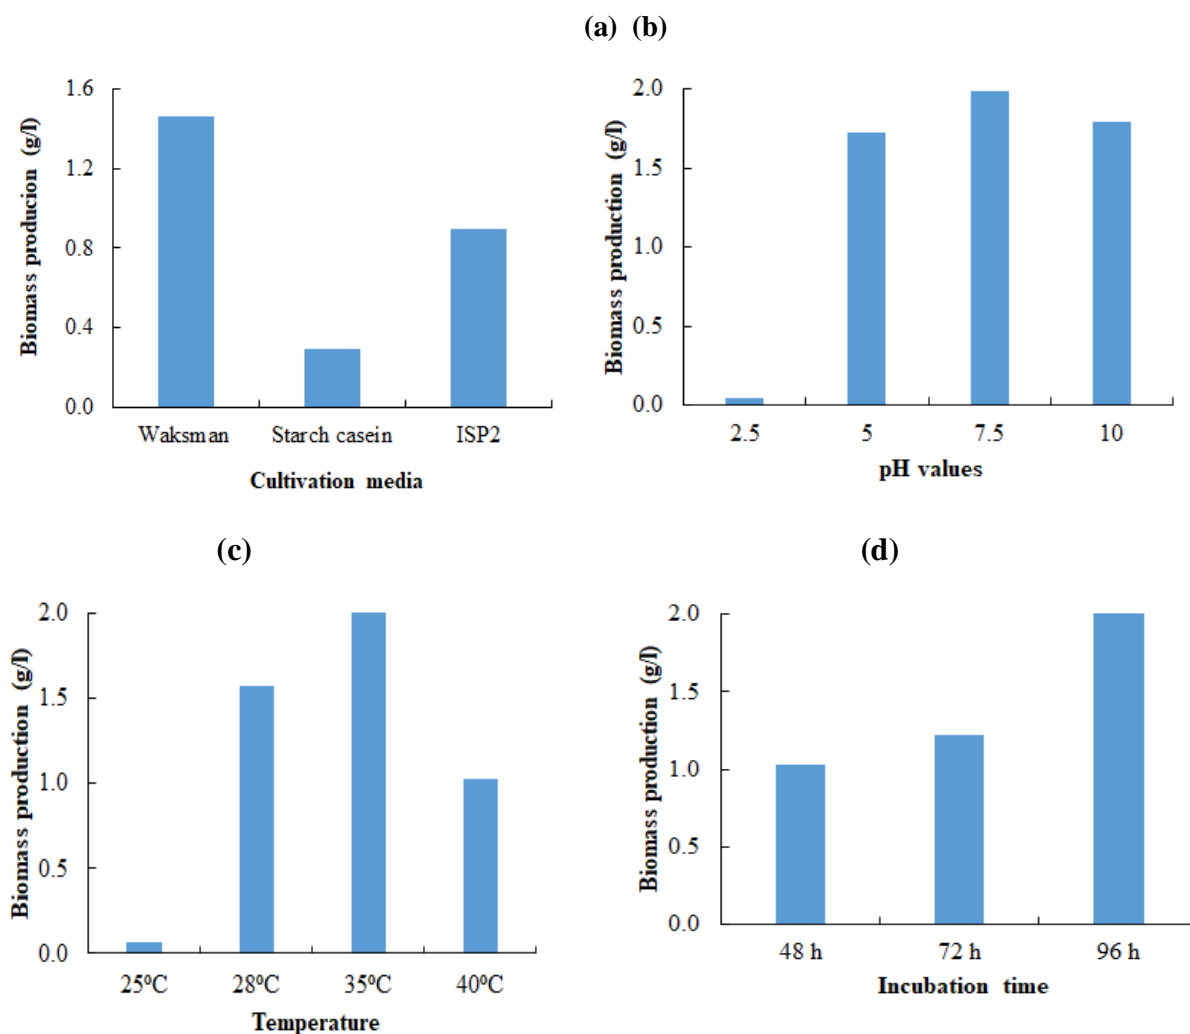 (a) (b)
Biomass producion (g/l)
1.6
1.2
0.8
0.4
0.0
Waksman Starch casein ISP2
Cultivation media
Biomass production (g/l)
2.0
1.5
1.0
0.5
0.0
2.5 5 7.5 10
pH values
(c)
Biomass production (g/l)
2.0
1.5
1.0
0.5
0.0
25ºC 28ºC 35ºC 40ºC
Temperature
(d)
Biomass production (g/l)
2.0
1.5
1.0
0.5
0.0
48 h 72 h 96 h
Incubation time